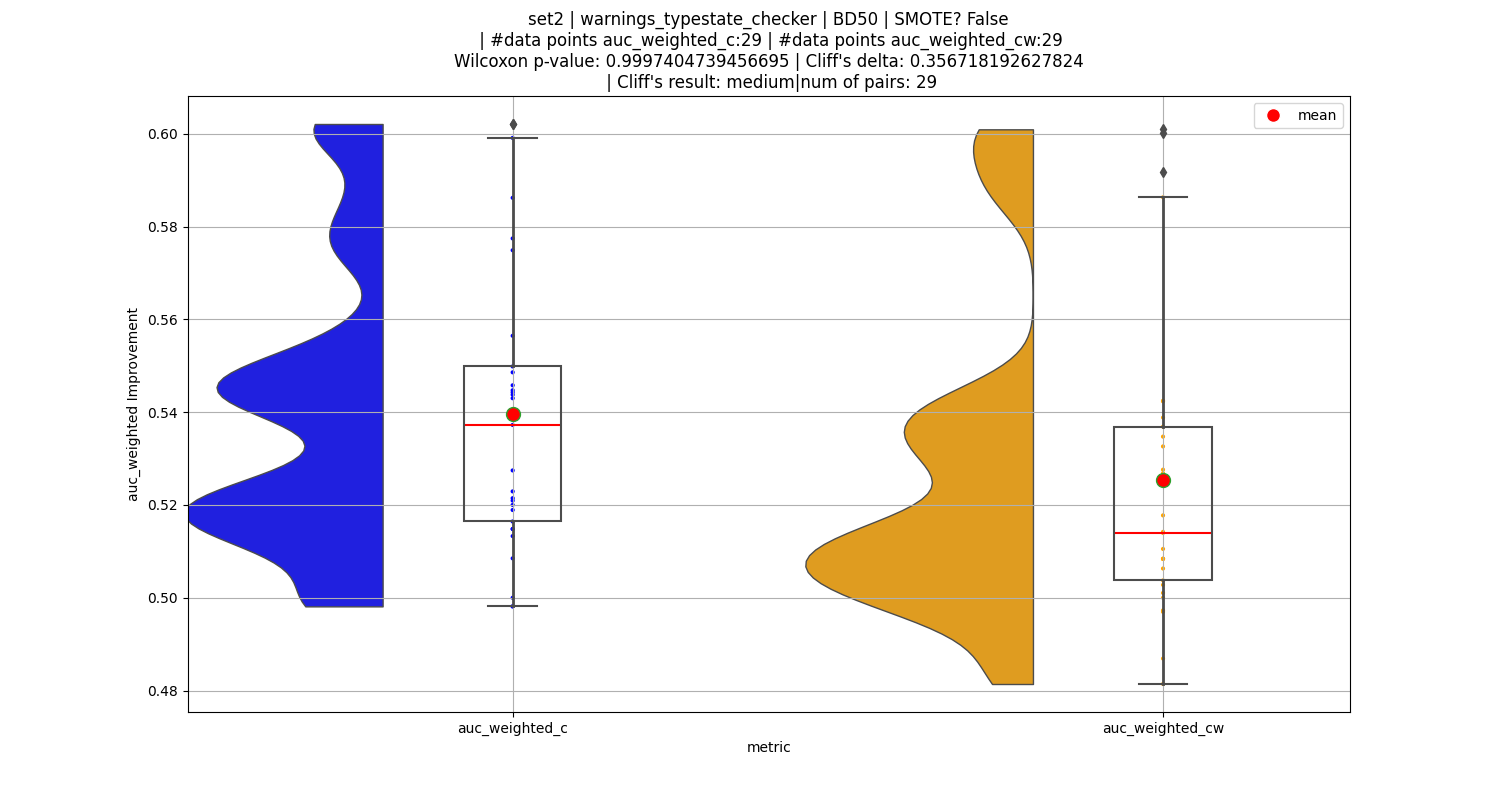 set2 | warnings_typestate_checker | BD50 | SMOTE? False
| #data points auc_weighted_c:29 | #data points auc_weighted_cw:29
Wilcoxon p-value: 0.9997404739456695 | Cliff's delta: 0.356718192627824
| Cliff's result: medium|num of pairs: 29
mean
0.60
0.58
0.56
0.54
0.52
0.50
0.48
auc_weighted Improvement
auc_weighted_c
auc_weighted_cw
metric